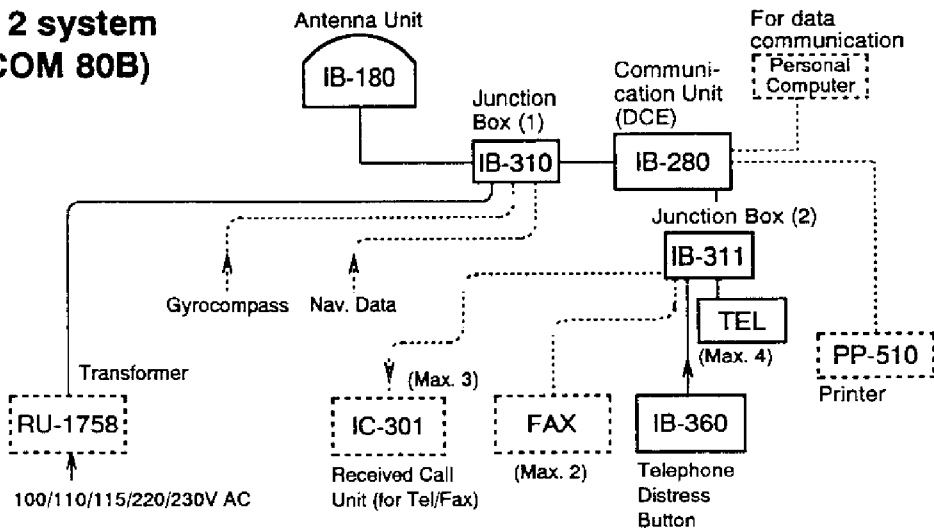 2 system
COM 80B)
Antenna Unit
IB-180
Junction
Box (1)
IB-310
Communi-
cation Unit
(DCE)
IB-280
For data
communication
Personal
Computer
Junction Box (2)
IB-311
TEL
(Max. 4)
PP-510
Printer
Gyrocompass
Nav. Data
Transformer
RU-1758
100/110/115/220/230V AC
(Max. 3)
IC-301
Received Call
Unit (for Tel/Fax)
FAX
(Max. 2)
IB-360
Telephone
Distress
Button